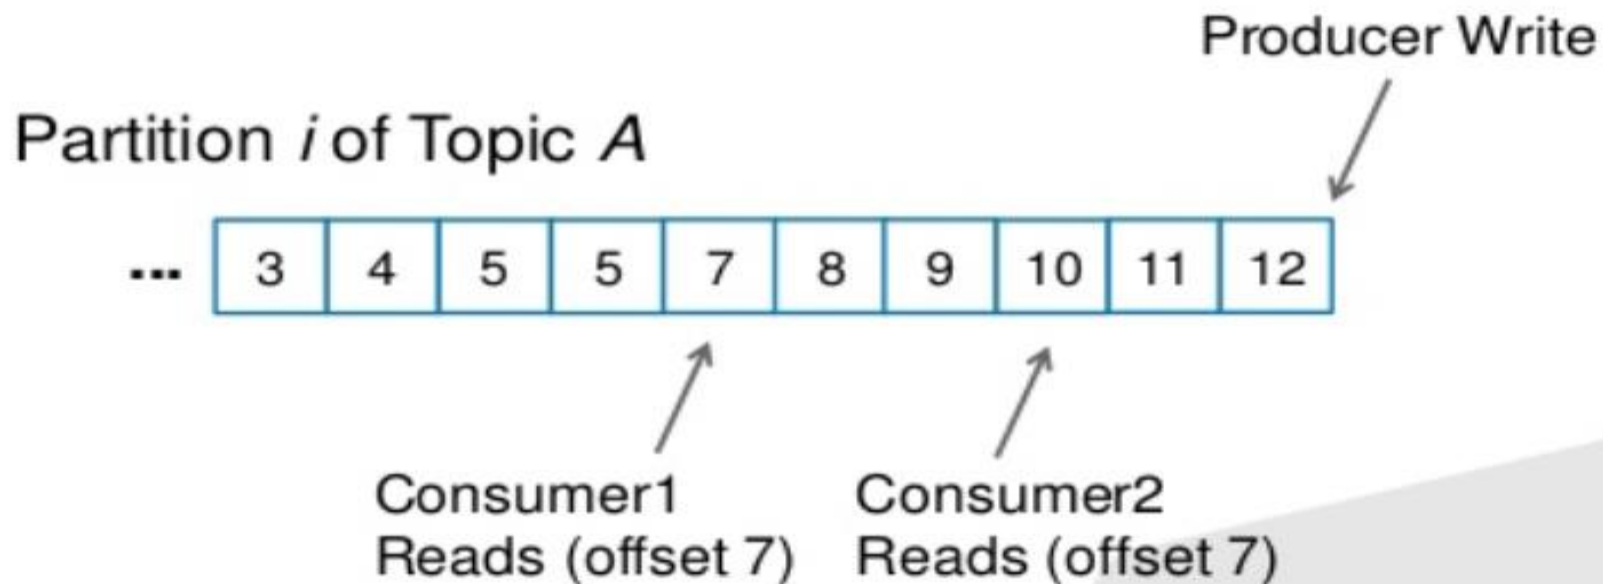 Producer Write
Partition i of Topic A
... 3 4 5 5 7 8 9 10 11 12
Consumer1 Consumer2
Reads (offset 7) Reads (offset 7)